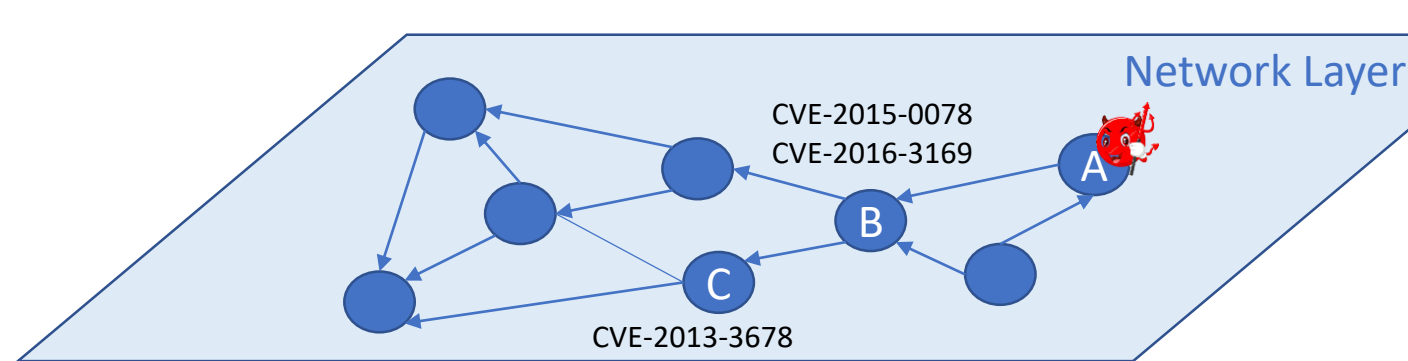 Network Layer
CVE-2015-0078
CVE-2016-3169
A
B
C
CVE-2013-3678